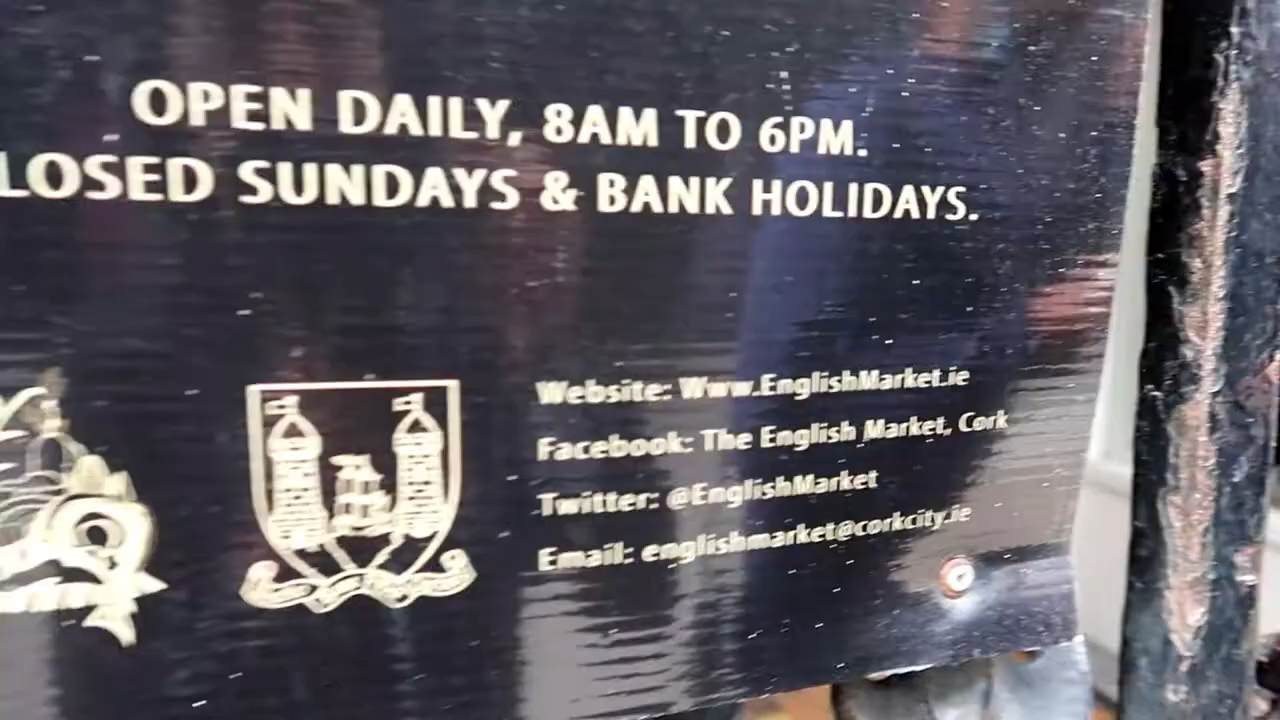 OPEN DAILY, 8AM TO 6PM.
LOSED SUNDAYS & BANK HOLIDAYS.
Website: Www.EnglishMarket.ie
Facebook: The English Market, Cork
Twitter: @EnglishMarket
Email: englishmarket@corkcity.ie